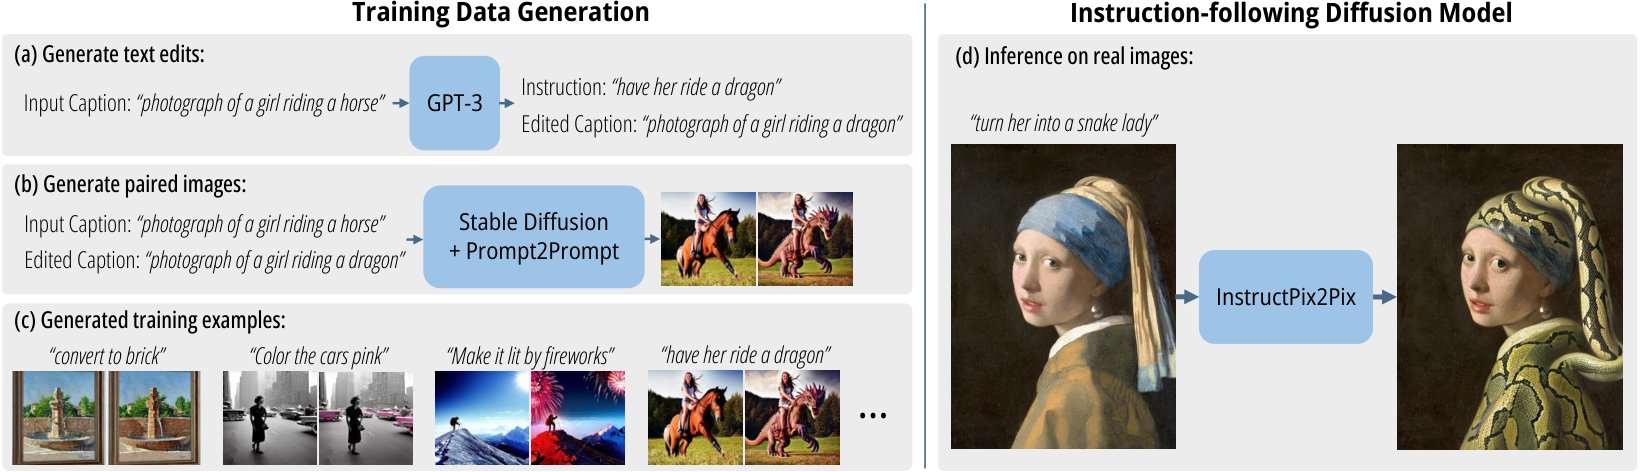 Training Data Generation
(a) Generate text edits:
Input Caption: “photograph of a girl riding a horse”
GPT-3
Instruction: “have her ride a dragon”
Edited Caption: “photograph of a girl riding a dragon”
(b) Generate paired images:
Input Caption: “photograph of a girl riding a horse”
Edited Caption: “photograph of a girl riding a dragon”
Stable Diffusion
+ Prompt2Prompt
(c) Generated training examples:
“convert to brick”
“Color the cars pink”
“Make it lit by fireworks”
“have her ride a dragon”
...
Instruction-following Diffusion Model
(d) Inference on real images:
“turn her into a snake lady”
InstructPix2Pix